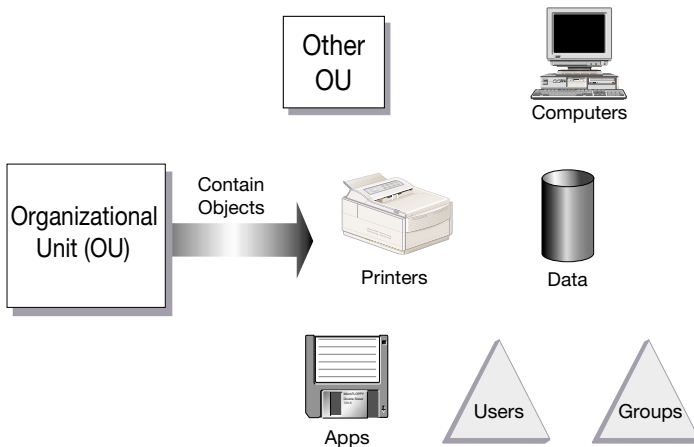 Other
OU
Computers
Organizational
Unit (OU)
Contain
Objects
Printers
Data
Apps
Users
Groups